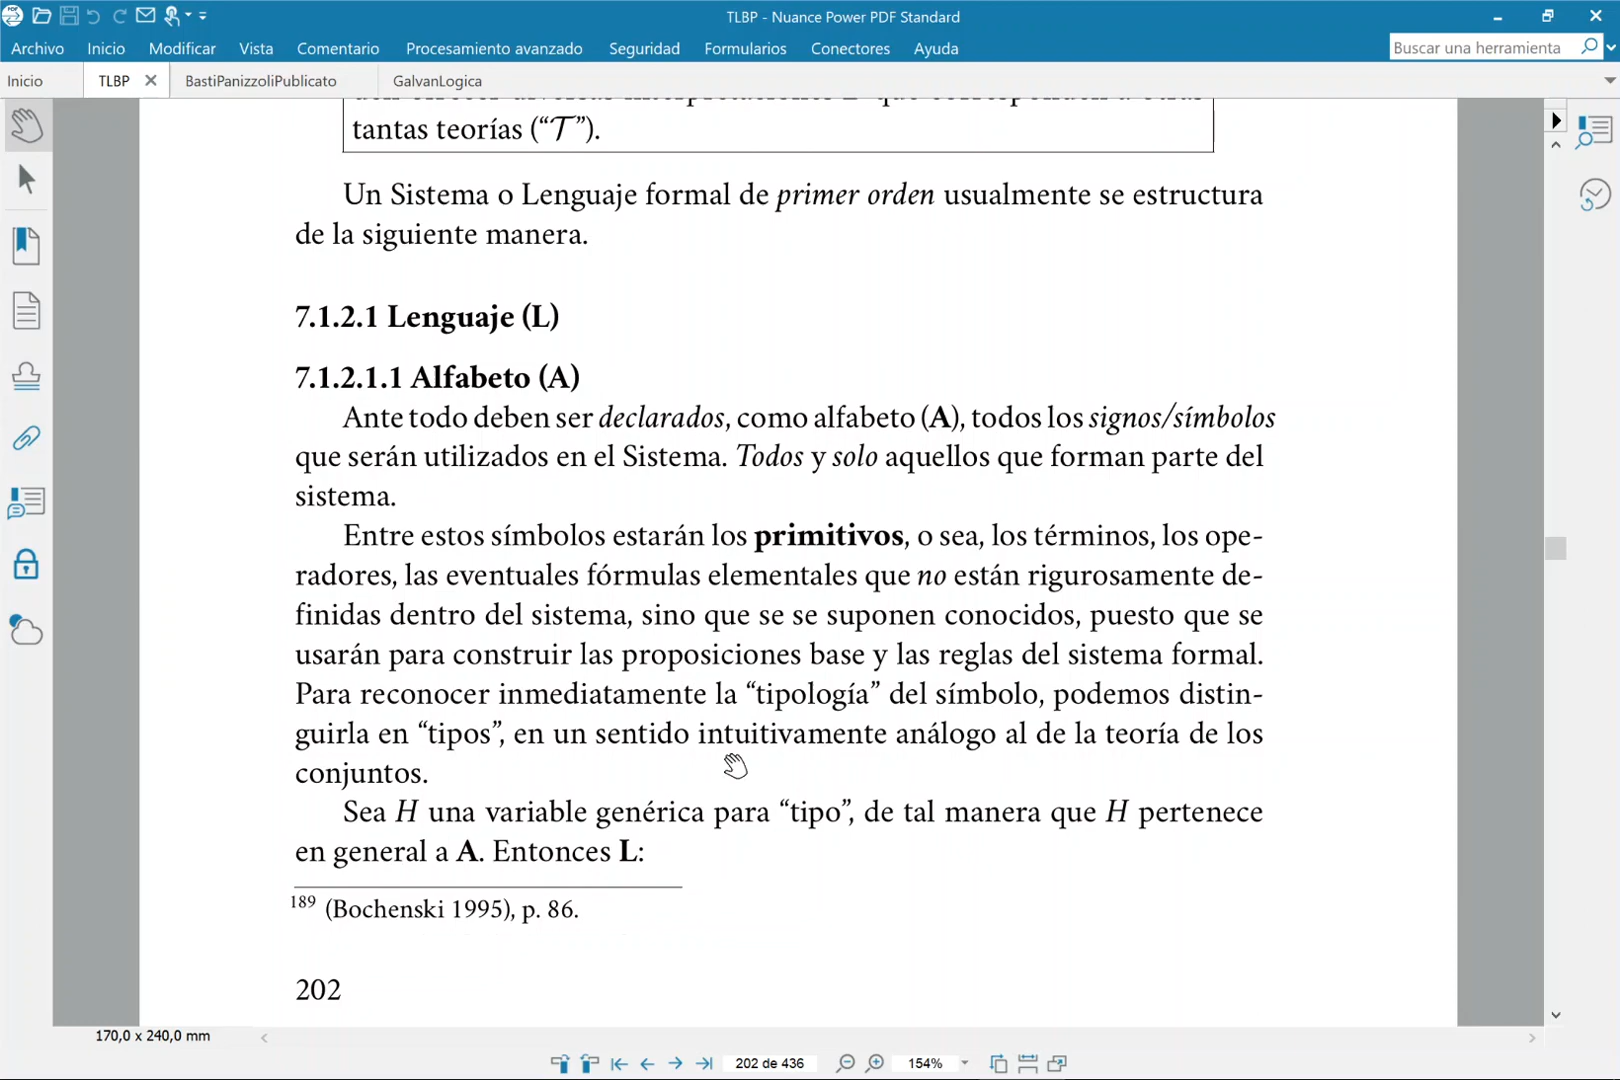 TLBP - Nuance Power PDF Standard
Archivo Inicio Modificar Vista Comentario Procesamiento avanzado Seguridad Formularios Conectores Ayuda Buscar una herramienta
Inicio TLBP BastiPanizzoliPublicato GalvanLogica
tantas teorías (“T”).
Un Sistema o Lenguaje formal de primer orden usualmente se estructura
de la siguiente manera.
7.1.2.1 Lenguaje (L)
7.1.2.1.1 Alfabeto (A)
Ante todo deben ser declarados, como alfabeto (A), todos los signos/símbolos
que serán utilizados en el Sistema. Todos y solo aquellos que forman parte del
sistema.
Entre estos símbolos estarán los primitivos, o sea, los términos, los ope-
radores, las eventuales fórmulas elementales que no están rigurosamente de-
finidas dentro del sistema, sino que se se suponen conocidos, puesto que se
usarán para construir las proposiciones base y las reglas del sistema formal.
Para reconocer inmediatamente la “tipología” del símbolo, podemos distin-
guirla en “tipos”, en un sentido intuitivamente análogo al de la teoría de los
conjuntos.
Sea H una variable genérica para “tipo”, de tal manera que H pertenece
en general a A. Entonces L:
189 (Bochenski 1995), p. 86.
202
170,0 x 240,0 mm
202 de 436 154%